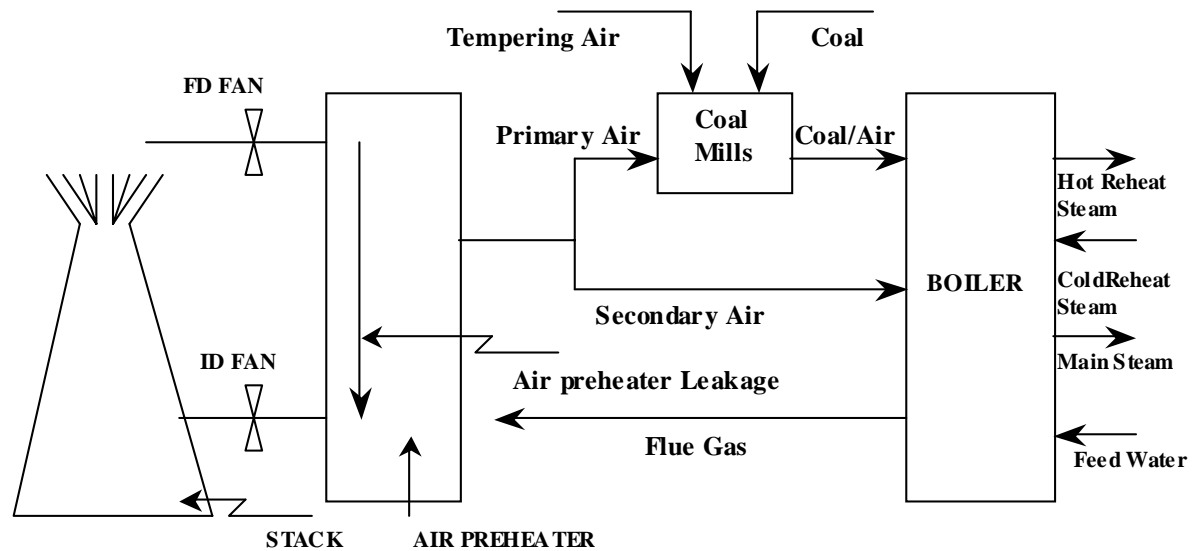 Tempering Air
Coal
FD FAN
Primary Air
Coal
Mills
Coal/Air
Hot Reheat
Steam
BOILER
ColdReheat
Steam
Secondary Air
ID FAN
Main Steam
Air preheater Leakage
Flue Gas
Feed Water
STACK
AIR PREHEATER